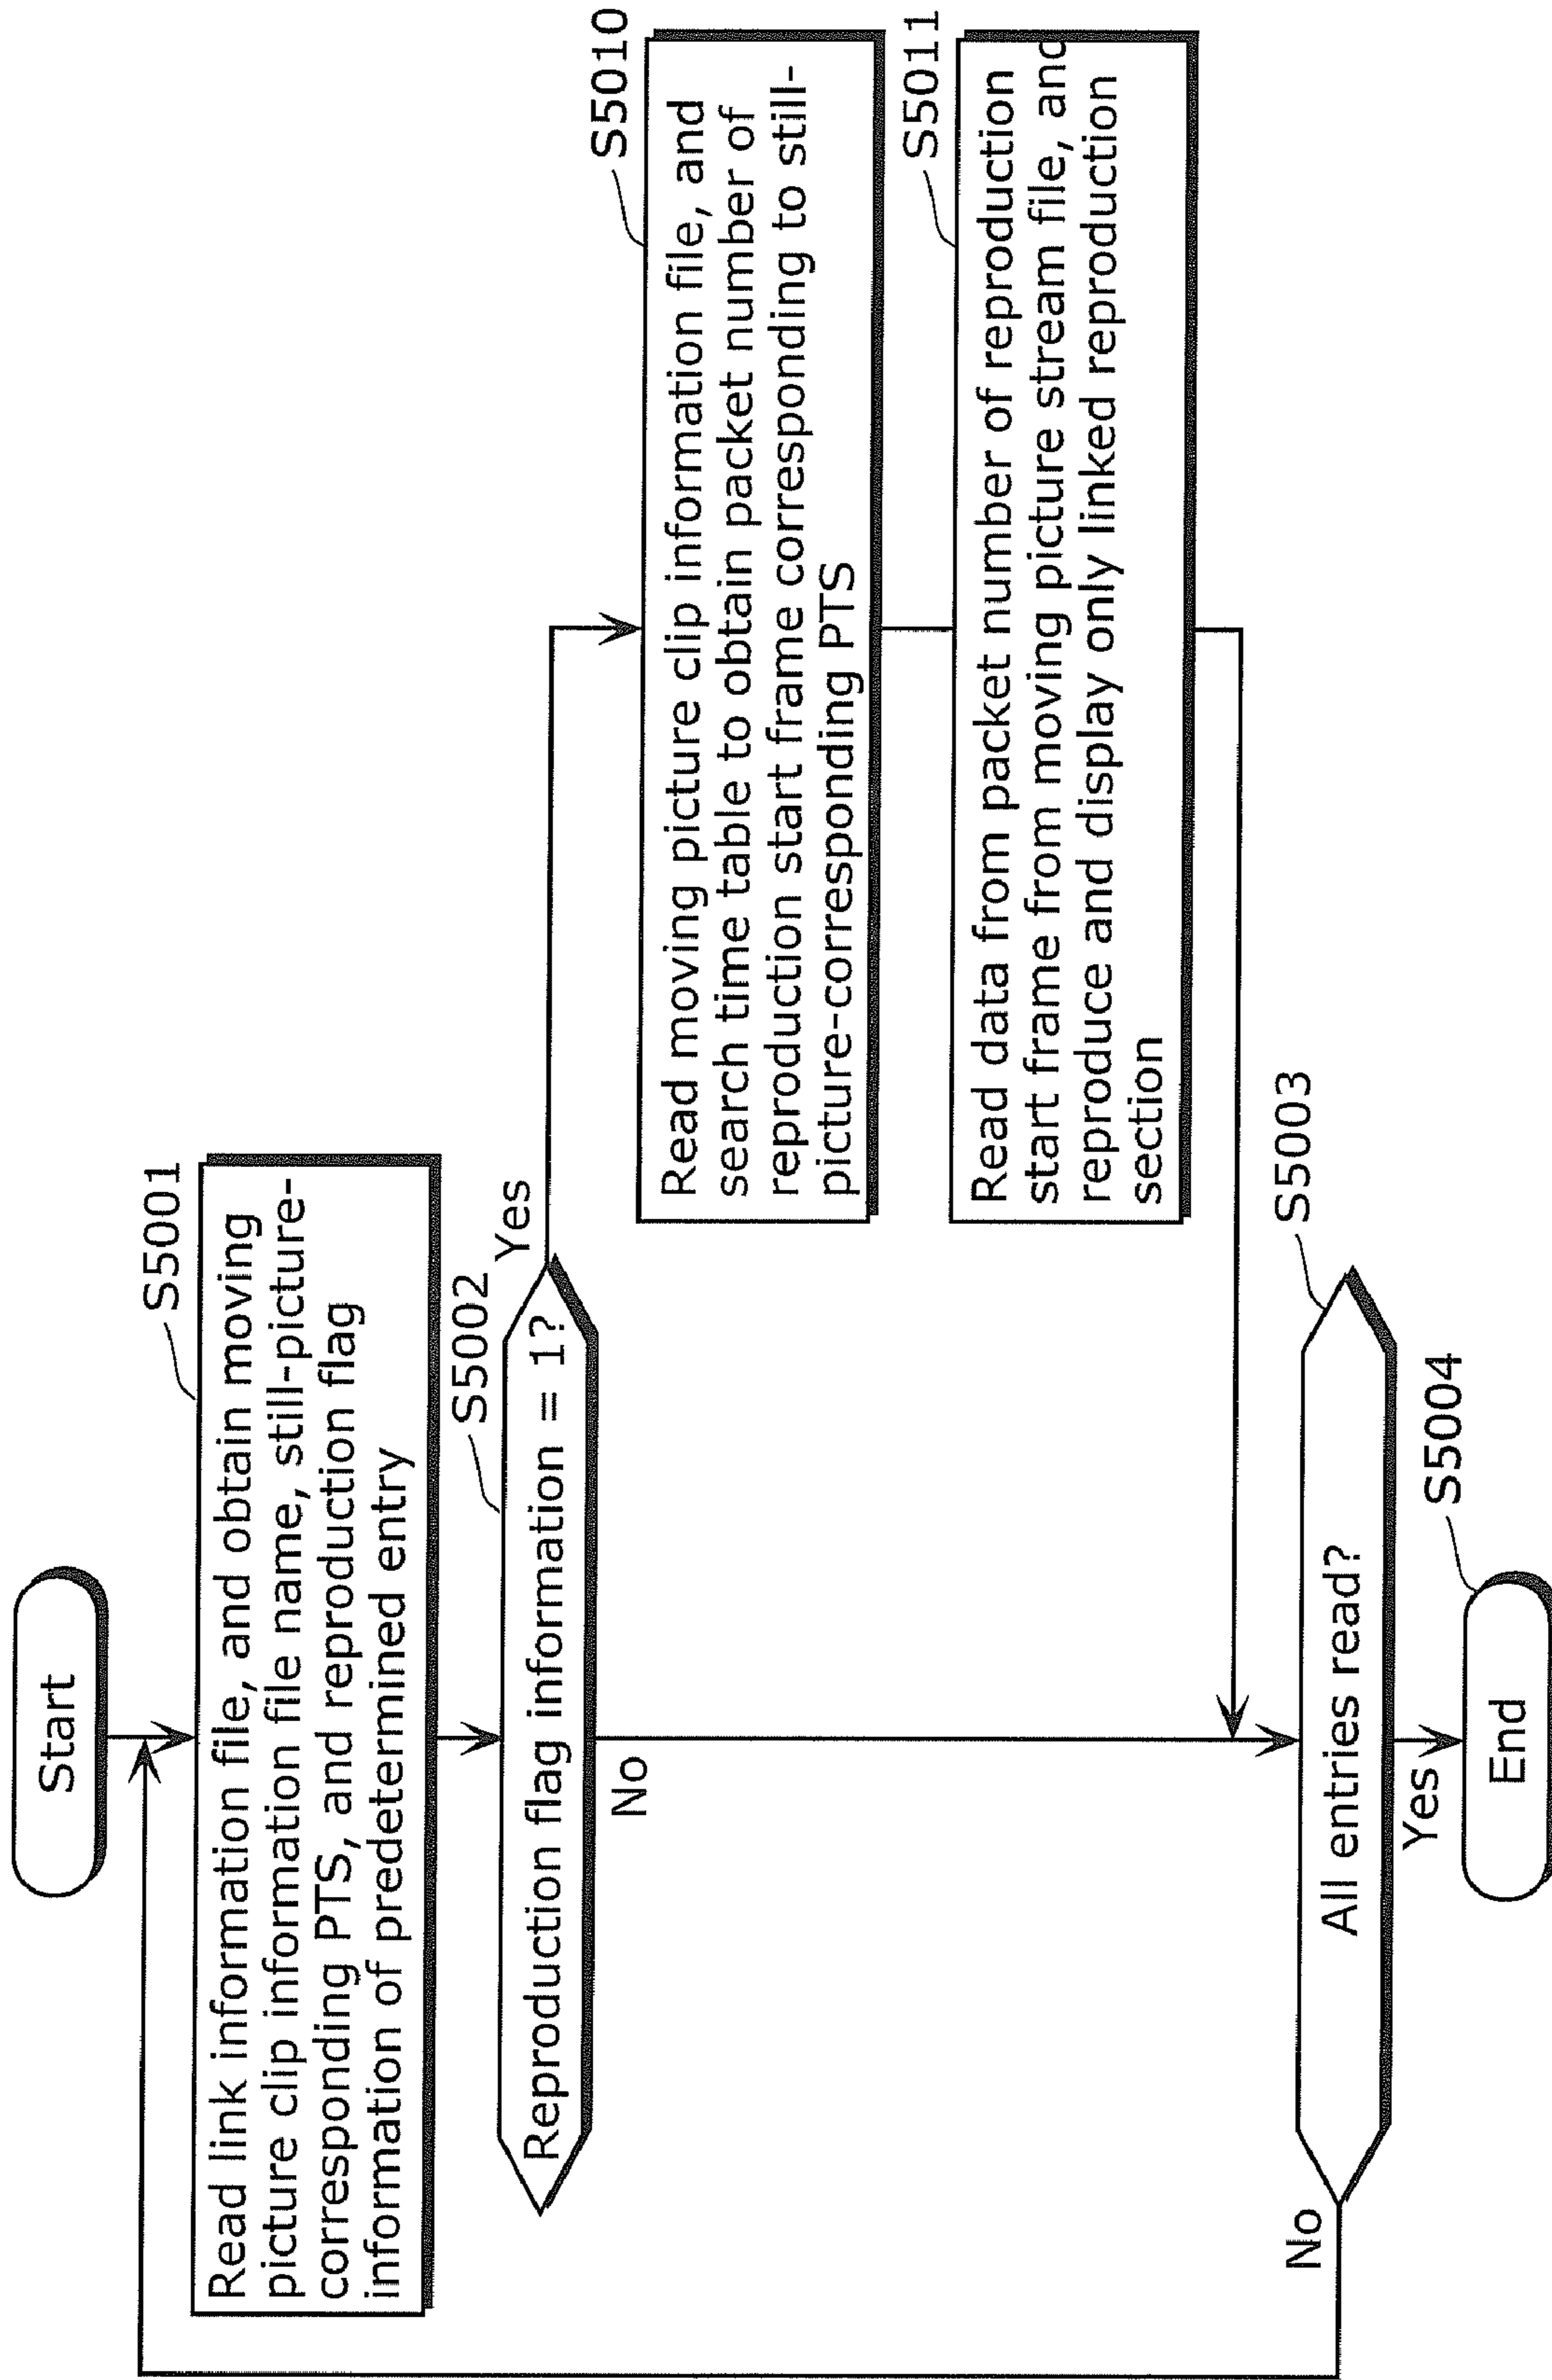 Start
S5001
Read link information file, and obtain moving
picture clip information file name, still-picture-
corresponding PTS, and reproduction flag
information of predetermined entry
S5002
Reproduction flag information = 1?
Yes
No
S5010
Read moving picture clip information file, and
search time table to obtain packet number of
reproduction start frame corresponding to still-
picture-corresponding PTS
S5011
Read data from packet number of reproduction
start frame from moving picture stream file, and
reproduce and display only linked reproduction
section
S5003
All entries read?
No
Yes
S5004
End